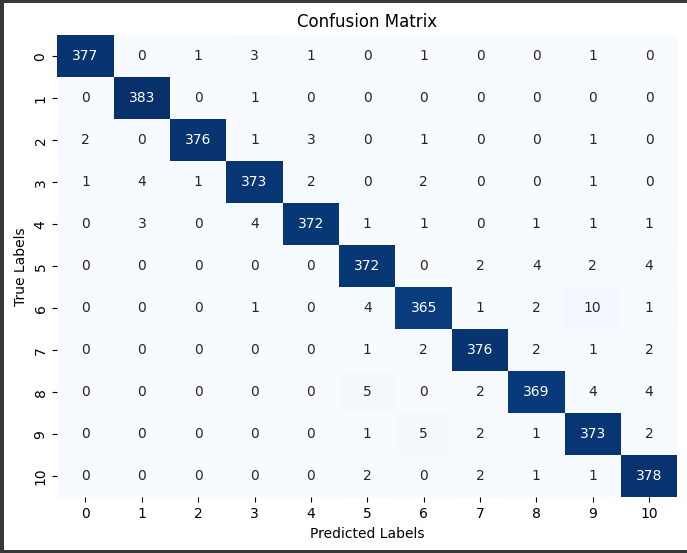 Confusion Matrix
0 377 0 1 3 1 0 1 0 0 1 0
1 0 383 0 1 0 0 0 0 0 0 0
2 2 0 376 1 3 0 1 0 0 1 0
3 1 4 1 373 2 0 2 0 0 1 0
4 0 3 0 4 372 1 1 0 1 1 1
5 0 0 0 0 0 372 0 2 4 2 4
6 0 0 0 1 0 4 365 1 2 10 1
7 0 0 0 0 0 1 2 376 2 1 2
8 0 0 0 0 0 5 0 2 369 4 4
9 0 0 0 0 0 1 5 2 1 373 2
10 0 0 0 0 0 2 0 2 1 1 378
True Labels
0 1 2 3 4 5 6 7 8 9 10
Predicted Labels